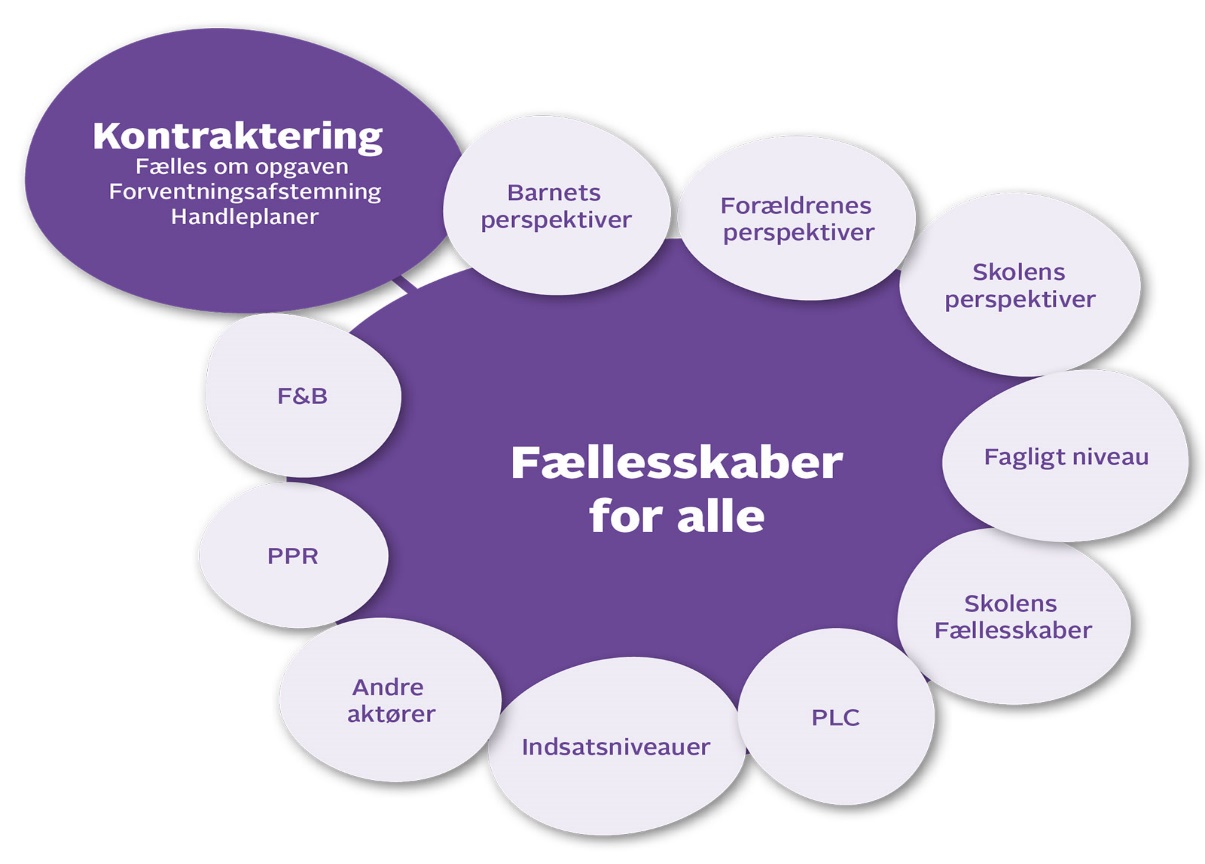 Kontraktering
Fælles om opgaven
Forventningsafstemning
Handleplaner
Barnets
perspektiver
Forældrenes
perspektiver
Skolens
perspektiver
Fagligt niveau
Skolens
Fællesskaber
PLC
Indsatsniveauer
Andre
aktører
PPR
F&B
Fællesskaber
for alle